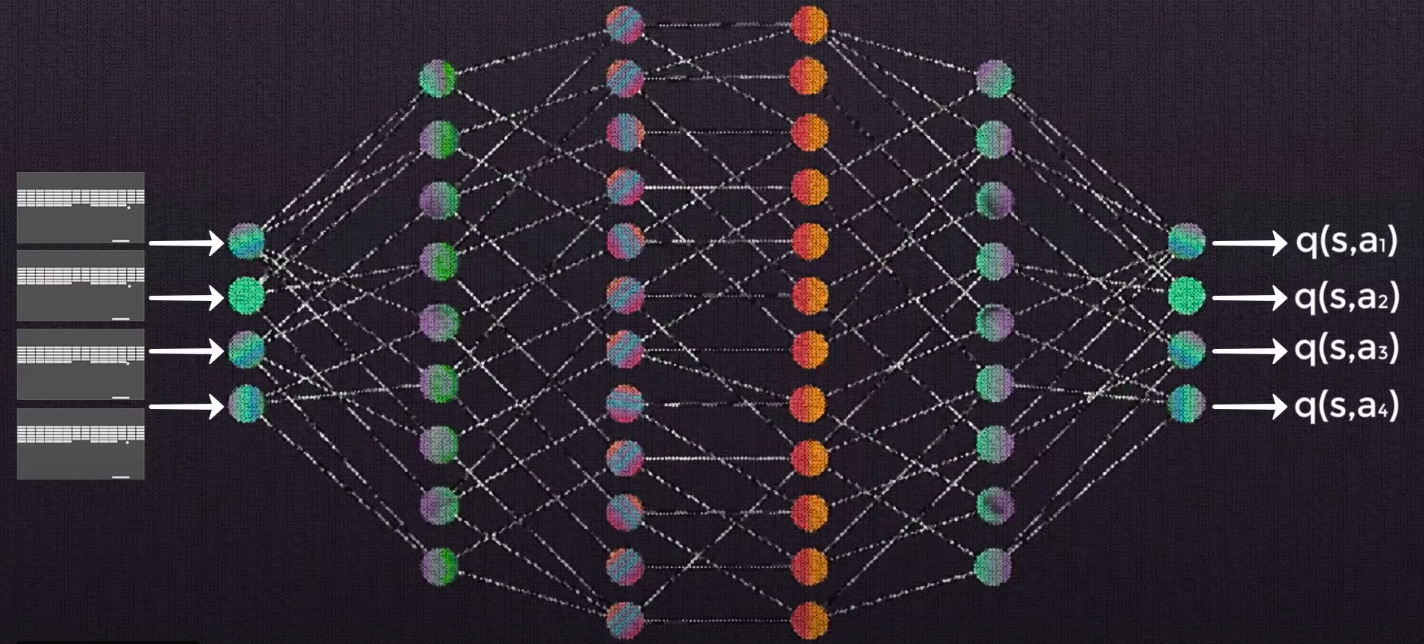 q(s,a₁)
q(s,a₂)
q(s,a₃)
q(s,a₄)